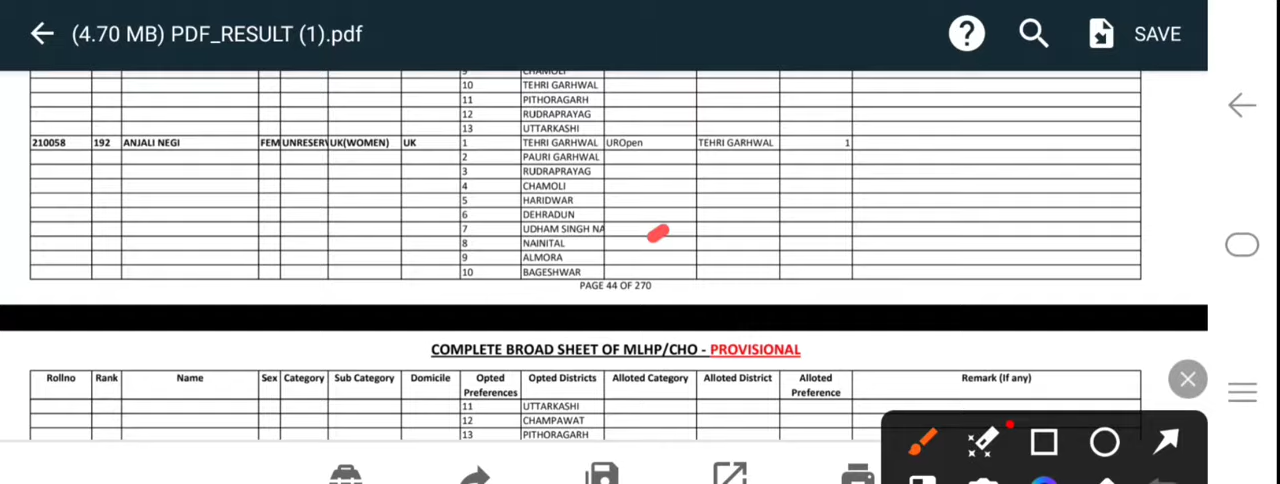 (4.70 MB) PDF_RESULT (1).pdf
SAVE
9 CHAMOLI
10 TEHRI GARHWAL
11 PITHORAGARH
12 RUDRAPRAYAG
13 UTTARKASHI
210058 192 ANJALI NEGI FEM UNRESERV UK(WOMEN) UK 1 TEHRI GARHWAL UROpen TEHRI GARHWAL 1
2 PAURI GARHWAL
3 RUDRAPRAYAG
4 CHAMOLI
5 HARIDWAR
6 DEHRADUN
7 UDHAM SINGH NA
8 NAINITAL
9 ALMORA
10 BAGESHWAR
PAGE 44 OF 270
COMPLETE BROAD SHEET OF MLHP/CHO - PROVISIONAL
Rollno Rank Name Sex Category Sub Category Domicile Opted Preferences Opted Districts Alloted Category Alloted District Alloted Preference Remark (If any)
11 UTTARKASHI
12 CHAMPAWAT
13 PITHORAGARH